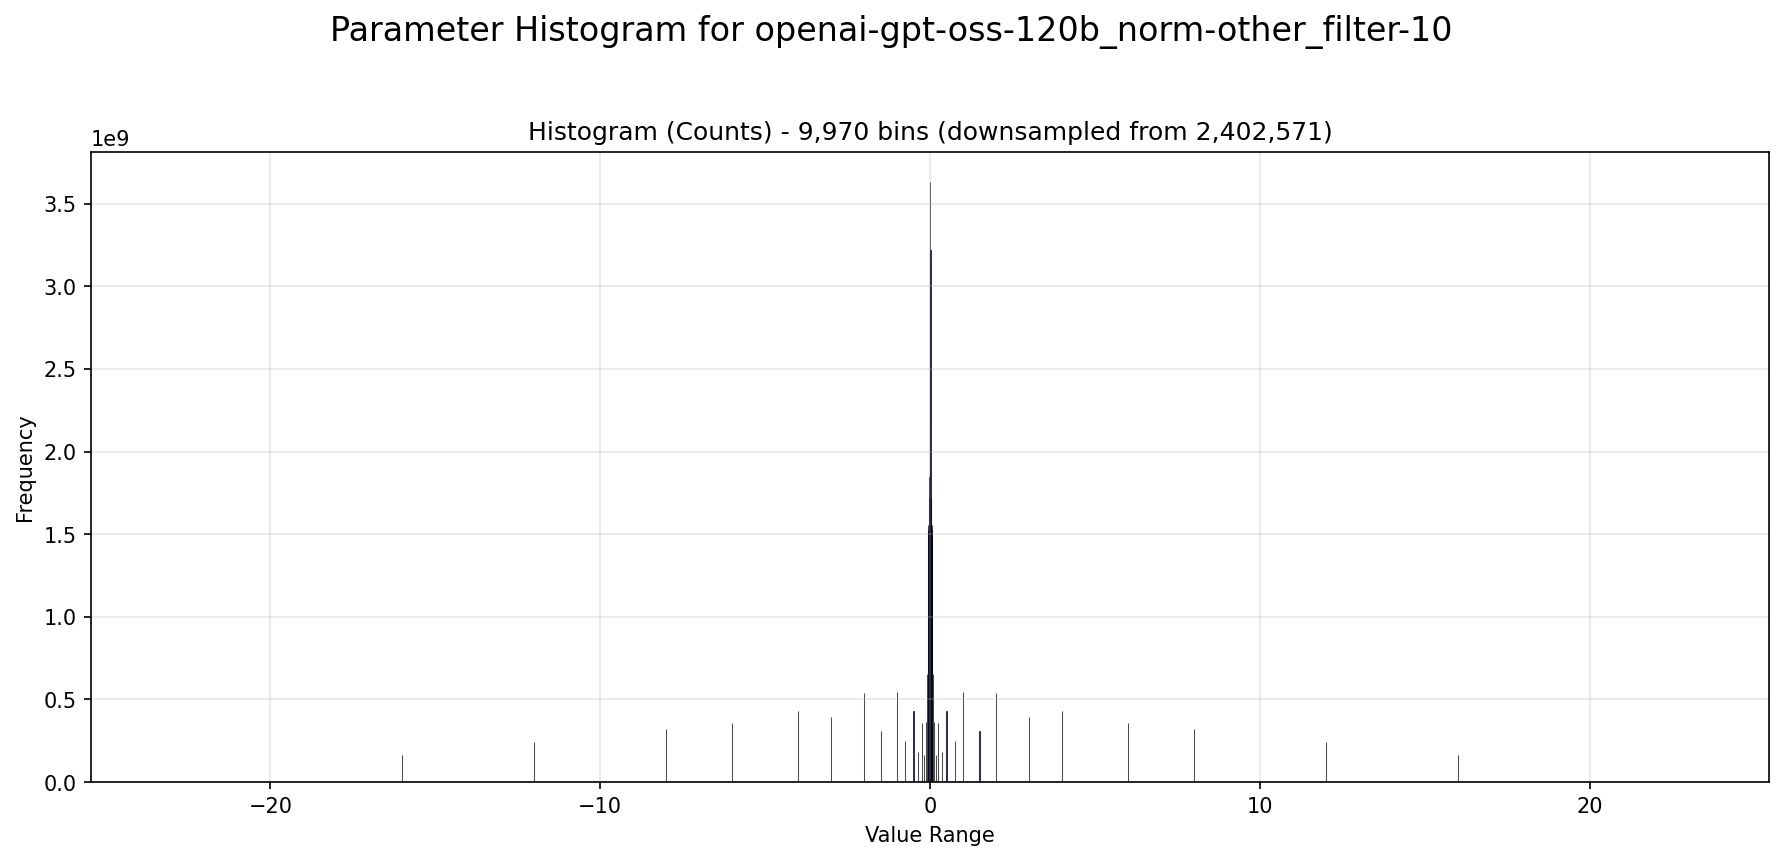 Parameter Histogram for openai-gpt-oss-120b_norm-other_filter-10
Histogram (Counts) - 9,970 bins (downsampled from 2,402,571)
1e9
3.5
3.0
2.5
2.0
1.5
1.0
0.5
0.0
Frequency
−20
−10
0
10
20
Value Range